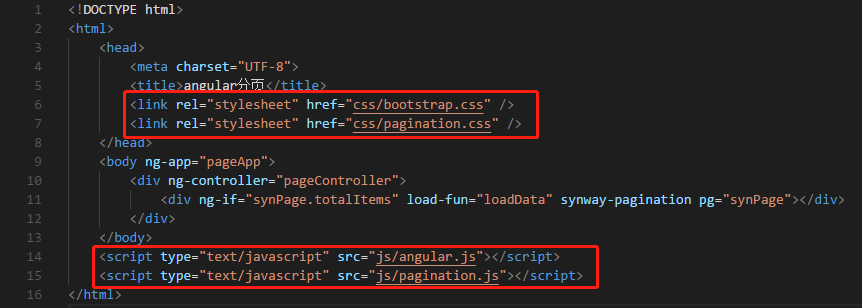 1 <!DOCTYPE html>
2 <html>
3 <head>
4 <meta charset="UTF-8">
5 <title>angular分页</title>
6 <link rel="stylesheet" href="css/bootstrap.css" />
7 <link rel="stylesheet" href="css/pagination.css" />
8 </head>
9 <body ng-app="pageApp">
10 <div ng-controller="pageController">
11 <div ng-if="synPage.totalItems" load-fun="loadData" synway-pagination pg="synPage"></div>
12 </div>
13 </body>
14 <script type="text/javascript" src="js/angular.js"></script>
15 <script type="text/javascript" src="js/pagination.js"></script>
16 </html>